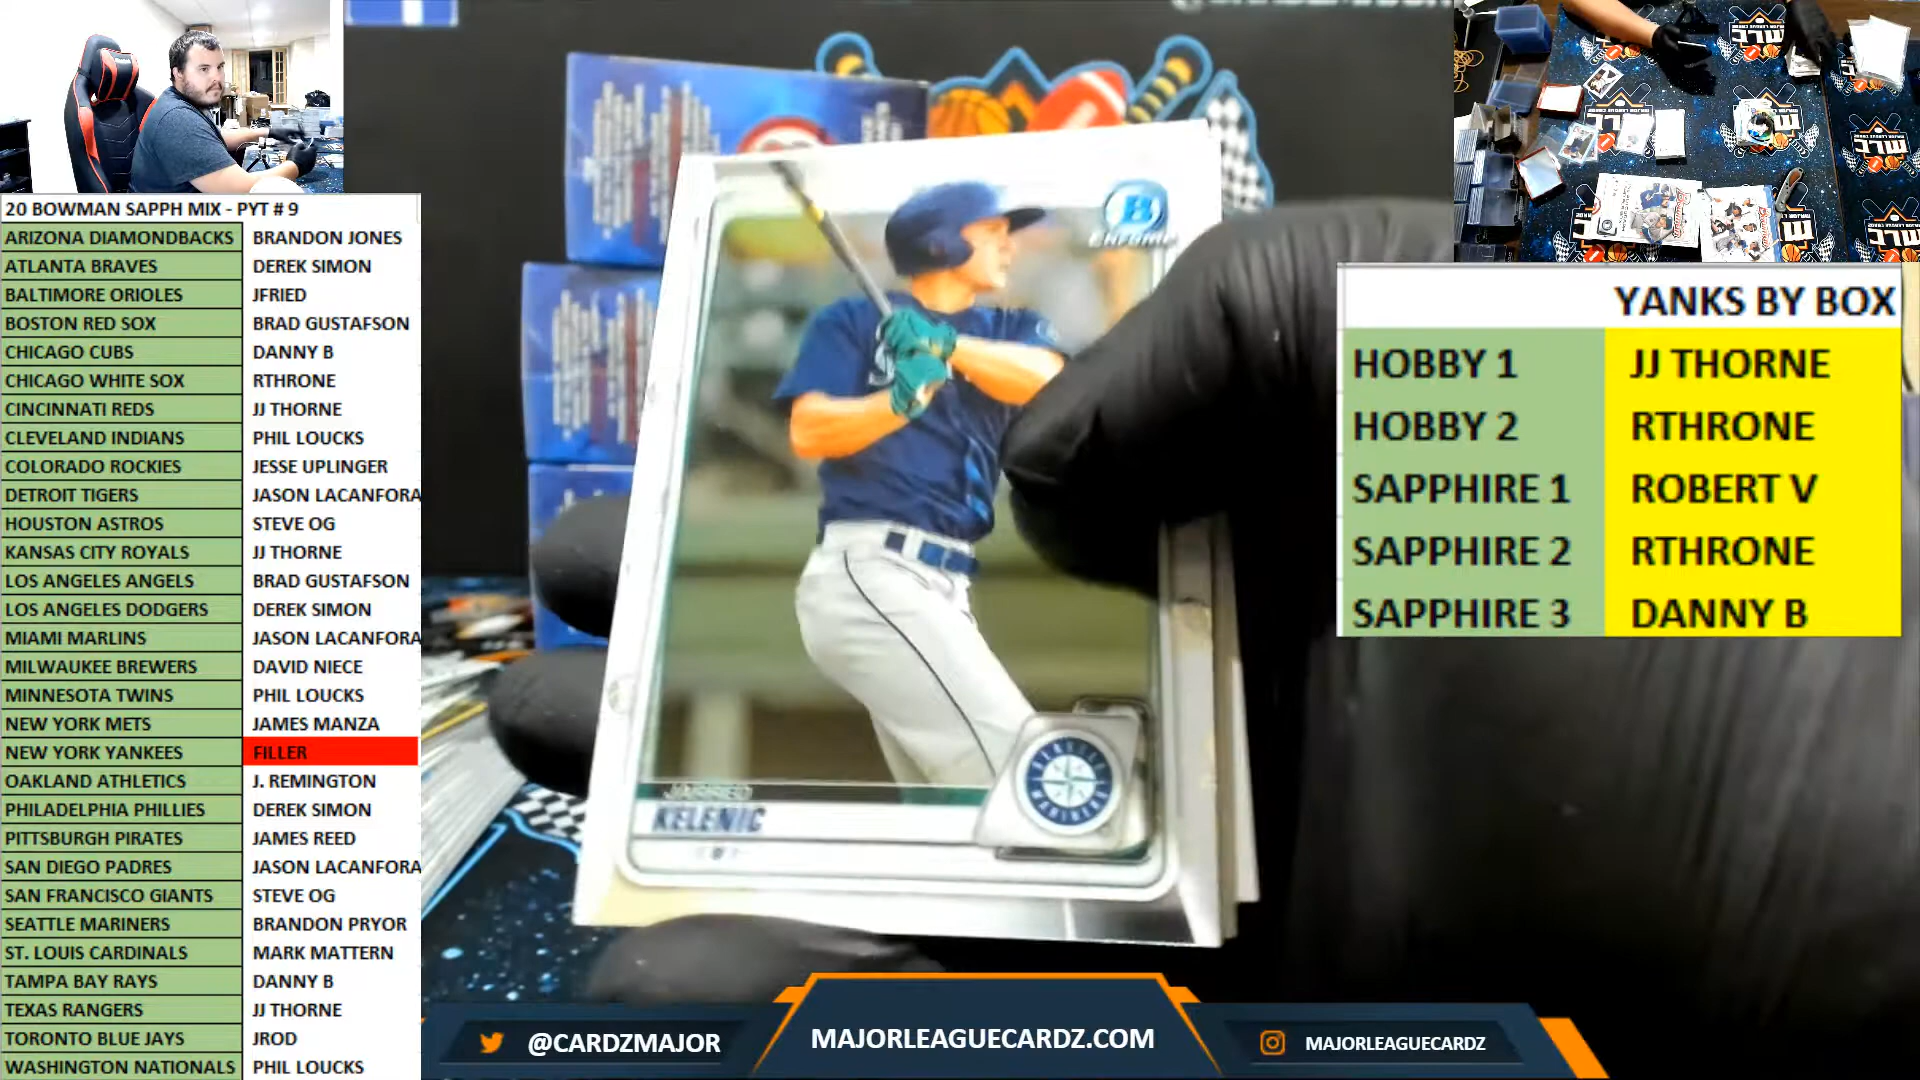 20 BOWMAN SAPPH MIX - PYT # 9
ARIZONA DIAMONDBACKS BRANDON JONES
ATLANTA BRAVES DEREK SIMON
BALTIMORE ORIOLES JFRIED
BOSTON RED SOX BRAD GUSTAFSON
CHICAGO CUBS DANNY B
CHICAGO WHITE SOX RTHRONE
CINCINNATI REDS JJ THORNE
CLEVELAND INDIANS PHIL LOUCKS
COLORADO ROCKIES JESSE UPLINGER
DETROIT TIGERS JASON LACANFORA
HOUSTON ASTROS STEVE OG
KANSAS CITY ROYALS JJ THORNE
LOS ANGELES ANGELS BRAD GUSTAFSON
LOS ANGELES DODGERS DEREK SIMON
MIAMI MARLINS JASON LACANFORA
MILWAUKEE BREWERS DAVID NIECE
MINNESOTA TWINS PHIL LOUCKS
NEW YORK METS JAMES MANZA
NEW YORK YANKEES FILLER
OAKLAND ATHLETICS J. REMINGTON
PHILADELPHIA PHILLIES DEREK SIMON
PITTSBURGH PIRATES JAMES REED
SAN DIEGO PADRES JASON LACANFORA
SAN FRANCISCO GIANTS STEVE OG
SEATTLE MARINERS BRANDON PRYOR
ST. LOUIS CARDINALS MARK MATTERN
TAMPA BAY RAYS DANNY B
TEXAS RANGERS JJ THORNE
TORONTO BLUE JAYS JROD
WASHINGTON NATIONALS PHIL LOUCKS
B
CHROME
JARRED
KELENIC
SEATTLE
MARINERS
YANKS BY BOX
HOBBY 1 JJ THORNE
HOBBY 2 RTHRONE
SAPPHIRE 1 ROBERT V
SAPPHIRE 2 RTHRONE
SAPPHIRE 3 DANNY B
@CARDZMAJOR
MAJORLEAGUECARDZ.COM
MAJORLEAGUECARDZ